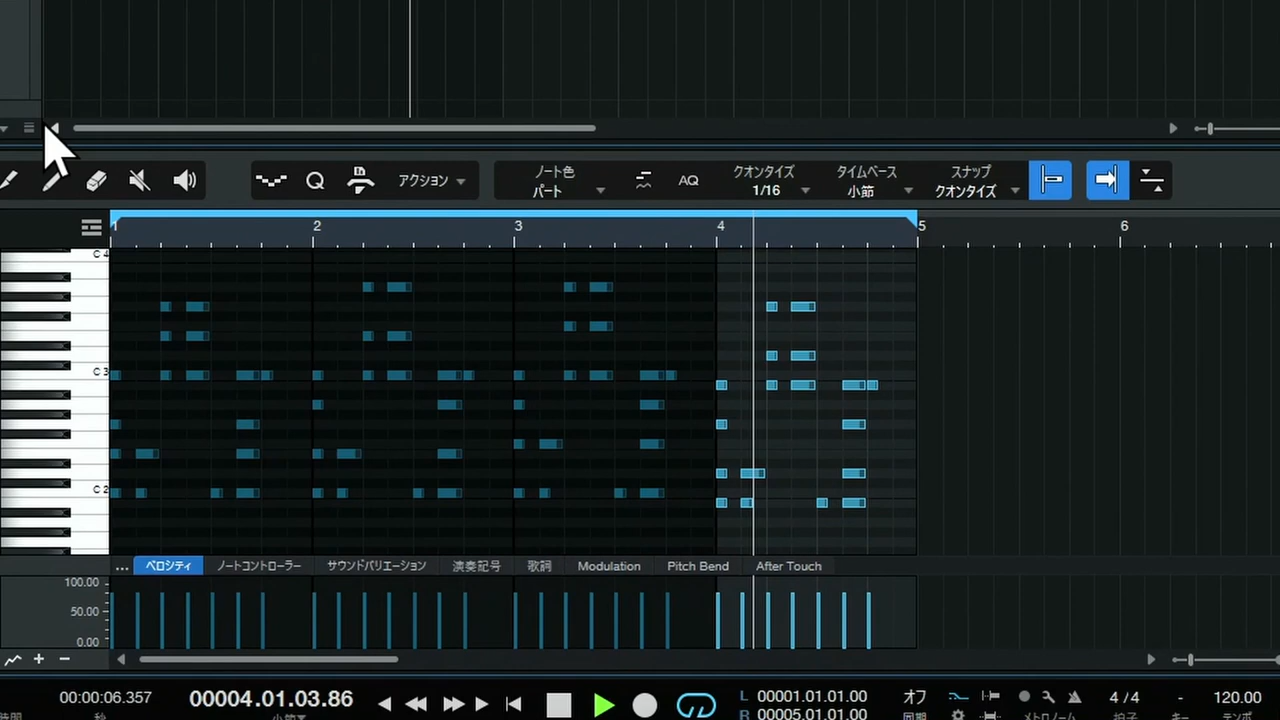 ノート色 クオンタイズ タイムベース スナップ
アクション パート AQ 1/16 小節 クオンタイズ
Q
1 2 3 4 5 6
C 4
C 3
C 2
... ベロシティ ノートコントローラー サウンドバリエーション 演奏記号 歌詞 Modulation Pitch Bend After Touch
100.00
50.00
0.00
00:00:06.357 00004.01.03.86 L 00001.01.01.00 オフ 4/4 - 120.00
秒 小節 R 00005.01.01.00 同期 メトロノーム 拍子 キー テンポ